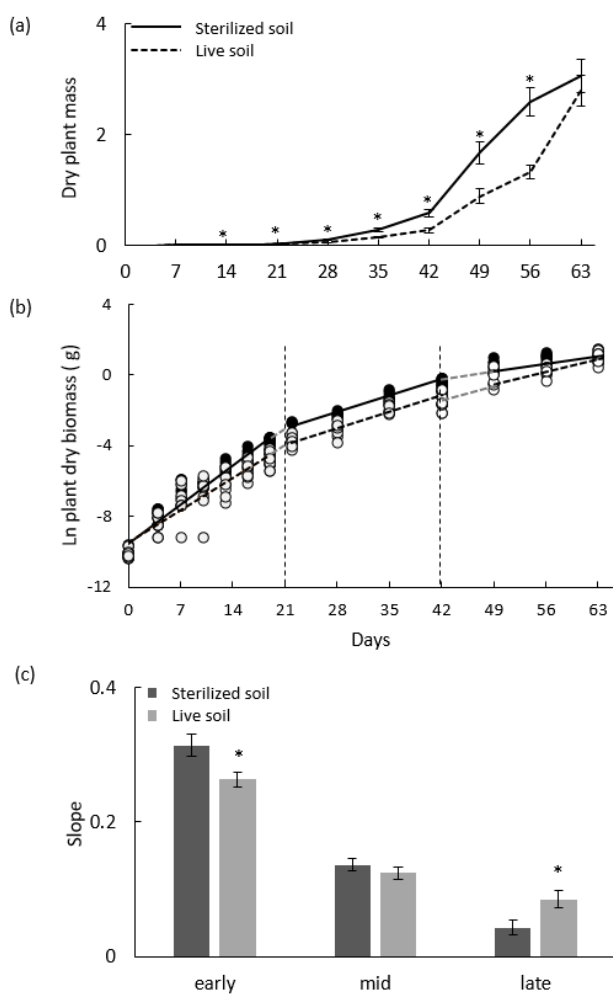 (a)
Sterilized soil
Live soil
Dry plant mass
4
2
0
* * * * * * *
0 7 14 21 28 35 42 49 56 63
(b)
Ln plant dry biomass ( g)
4
0
-4
-8
-12
0 7 14 21 28 35 42 49 56 63
Days
(c)
Sterilized soil
Live soil
Slope
0.4
0.2
0
* *
early mid late